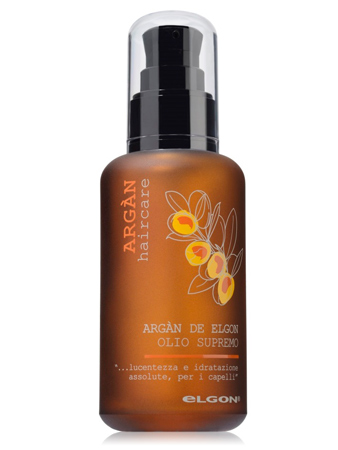 ARGÀN
haircare
ARGÀN DE ELGON
OLIO SUPREMO
"...lucentezza e idratazione
assolute, per i capelli"
eLGON®